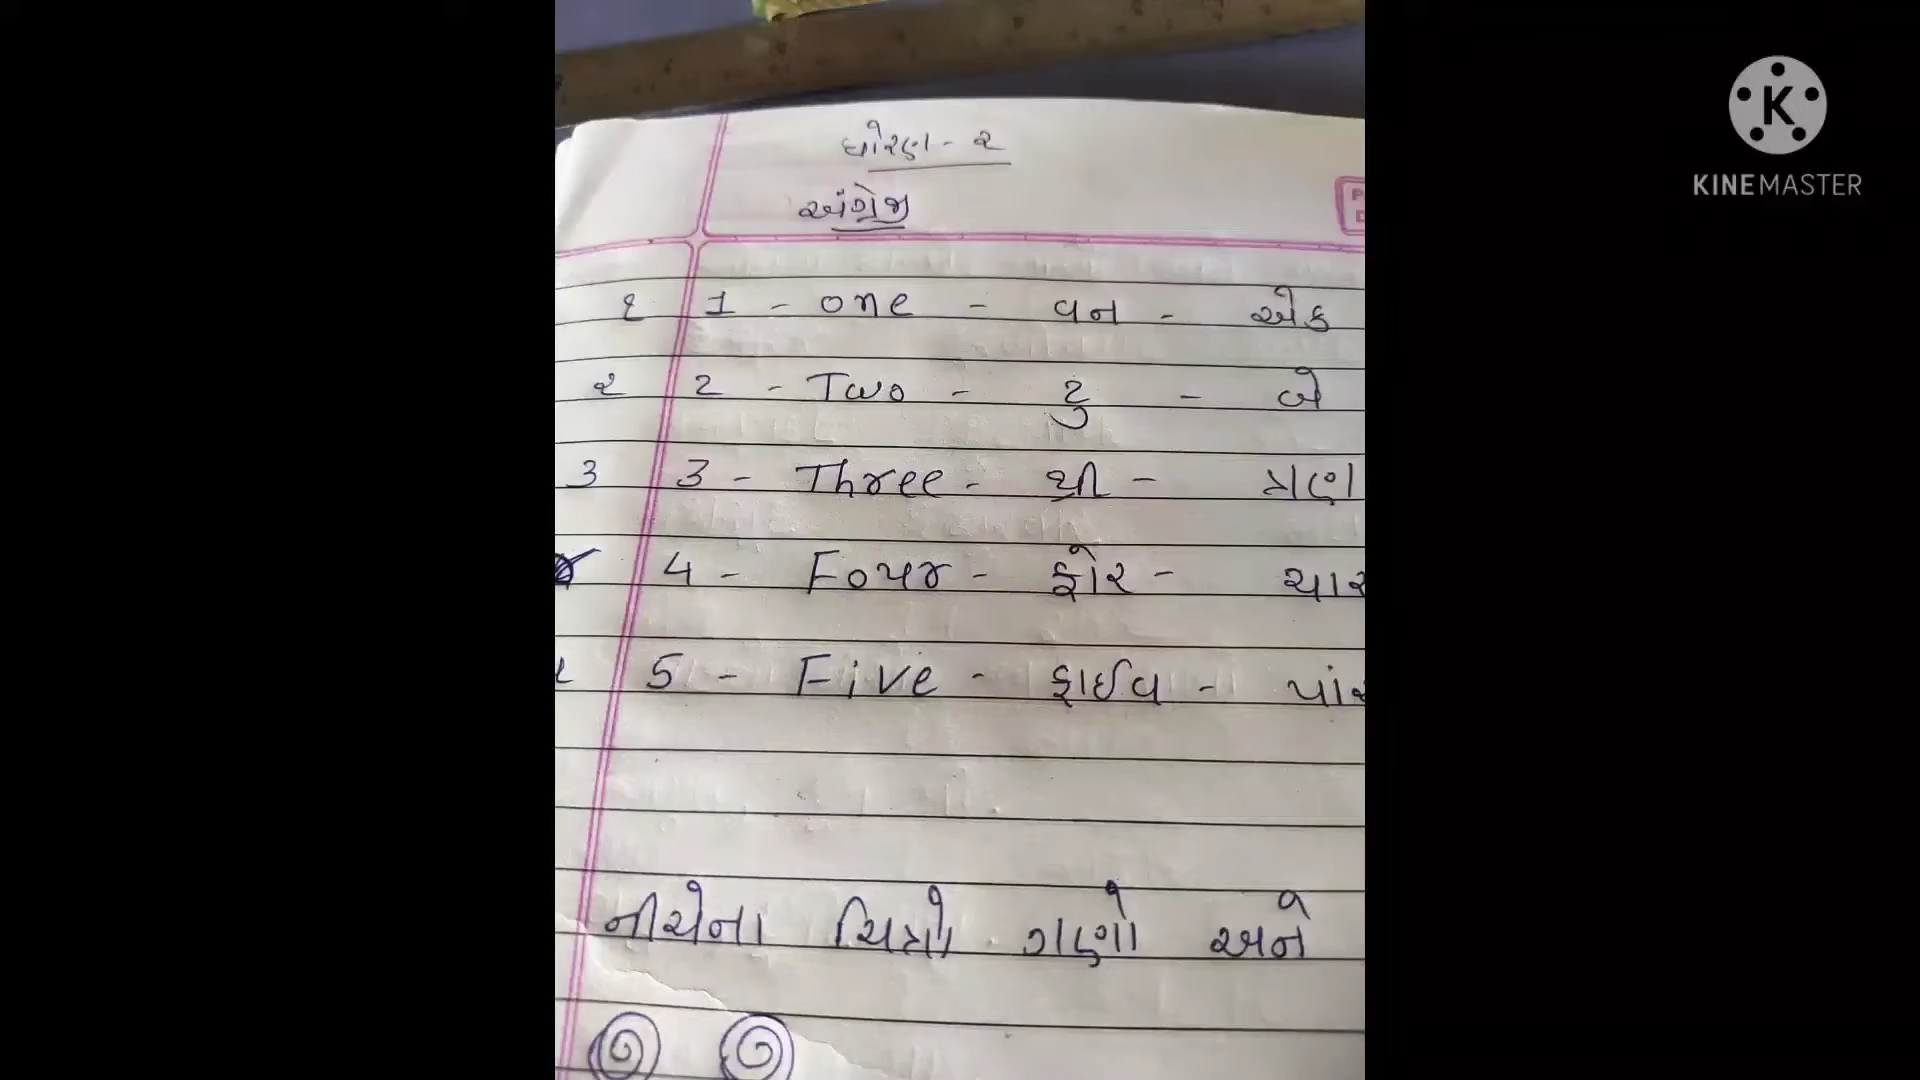 ધોરણ - ૨
અંગ્રેજી
૧ 1 - one - વન - એક
૨ 2 - Two - ટુ - બે
૩ 3 - Three - થ્રી - ત્રણ
4 - Four - ફોર - ચાર
5 - Five - ફાઈવ -
નીચેના ચિત્રો ગણો અને
KINEMASTER